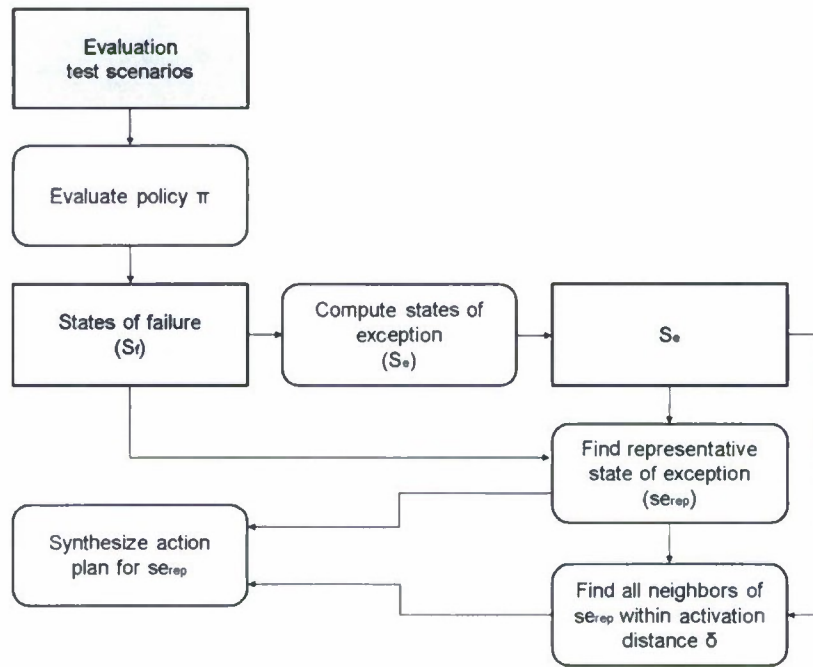 Evaluation
test scenarios
Evaluate policy π
States of failure
(Sf)
Compute states of
exception
(Se)
Se
Find representative
state of exception
(serep)
Synthesize action
plan for serep
Find all neighbors of
serep within activation
distance δ